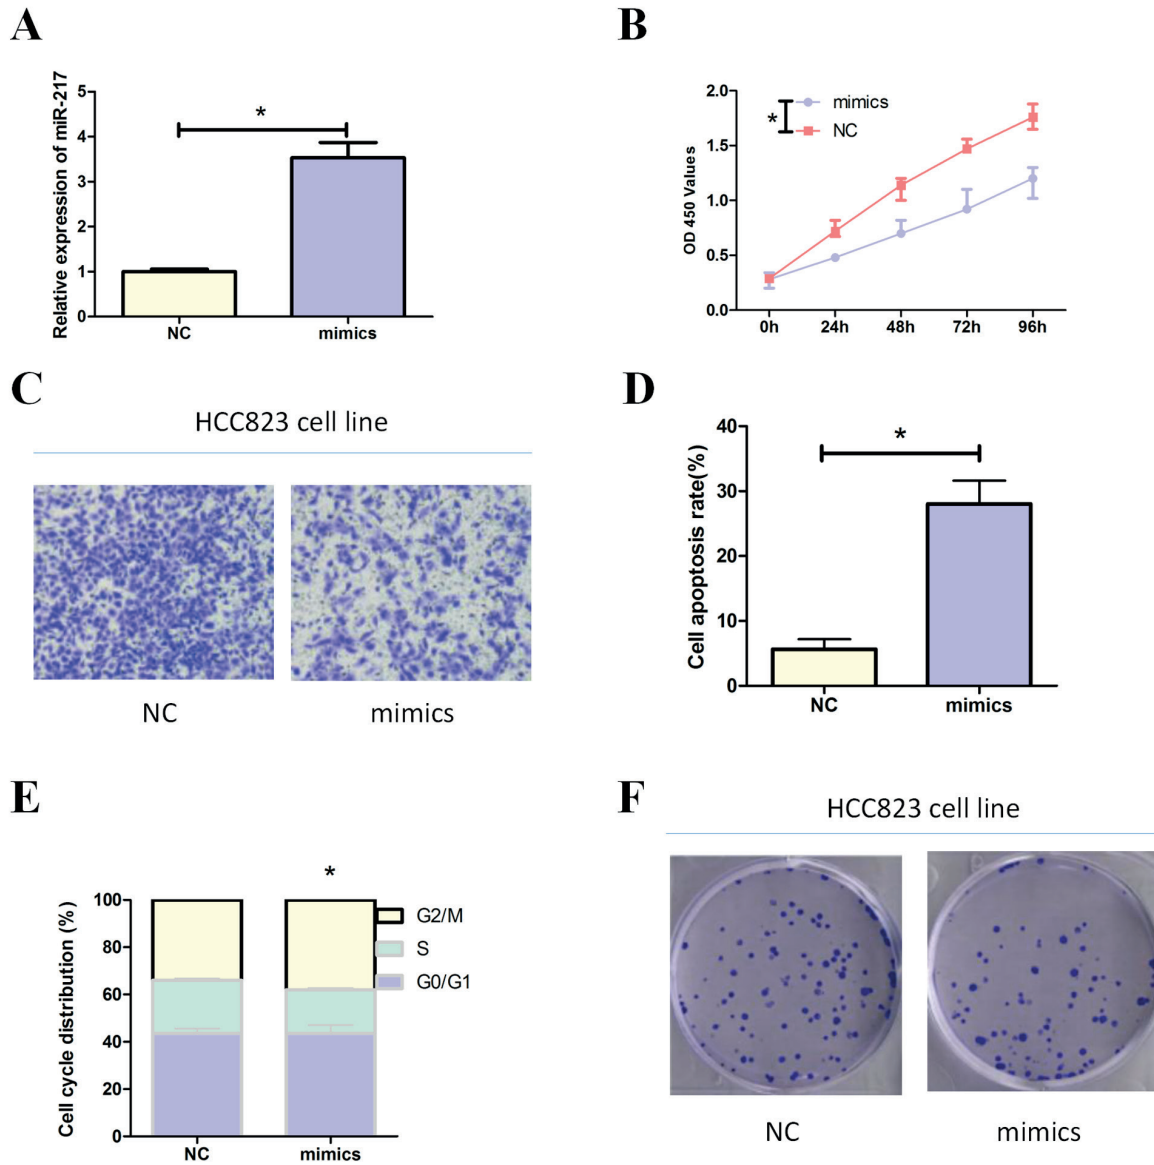 A
Relative expression of miR-217
5
4
3
2
1
0
*
NC
mimics
B
OD 450 Values
2.0
1.5
1.0
0.5
0.0
*
mimics
NC
0h
24h
48h
72h
96h
C
HCC823 cell line
NC
mimics
D
Cell apoptosis rate(%)
40
30
20
10
0
*
NC
mimics
E
Cell cycle distribution (%)
100
80
60
40
20
0
*
G2/M
S
G0/G1
NC
mimics
F
HCC823 cell line
NC
mimics